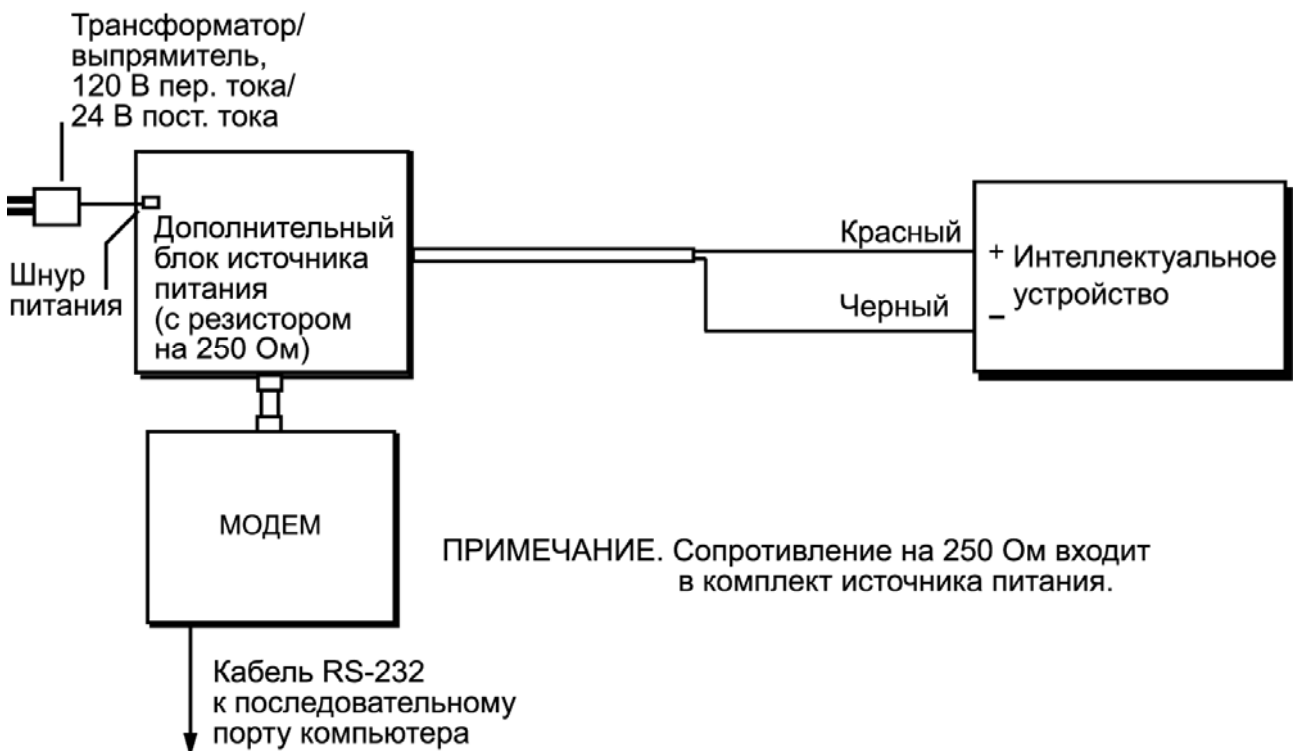 Трансформатор/
выпрямитель,
120 В пер. тока/
24 В пост. тока
Шнур
питания
Дополнительный
блок источника
питания
(с резистором
на 250 Ом)
Красный
Черный
+
–
Интеллектуальное
устройство
МОДЕМ
ПРИМЕЧАНИЕ. Сопротивление на 250 Ом входит
в комплект источника питания.
Кабель RS-232
к последовательному
порту компьютера